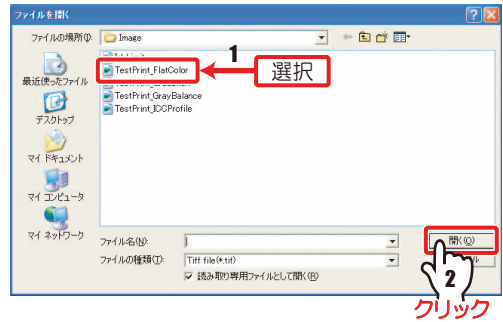 ファイルを開く
ファイルの場所(I):
Image
1
TestPrint_FlatColor
選択
TestPrint_GrayBalance
TestPrint_ICCProfile
最近使ったファイル
デスクトップ
マイ ドキュメント
マイ コンピュータ
マイ ネットワーク
ファイル名(N):
開く(O)
ファイルの種類(T):
Tiff file(*.tif)
読み取り専用ファイルとして開く(R)
2
クリック